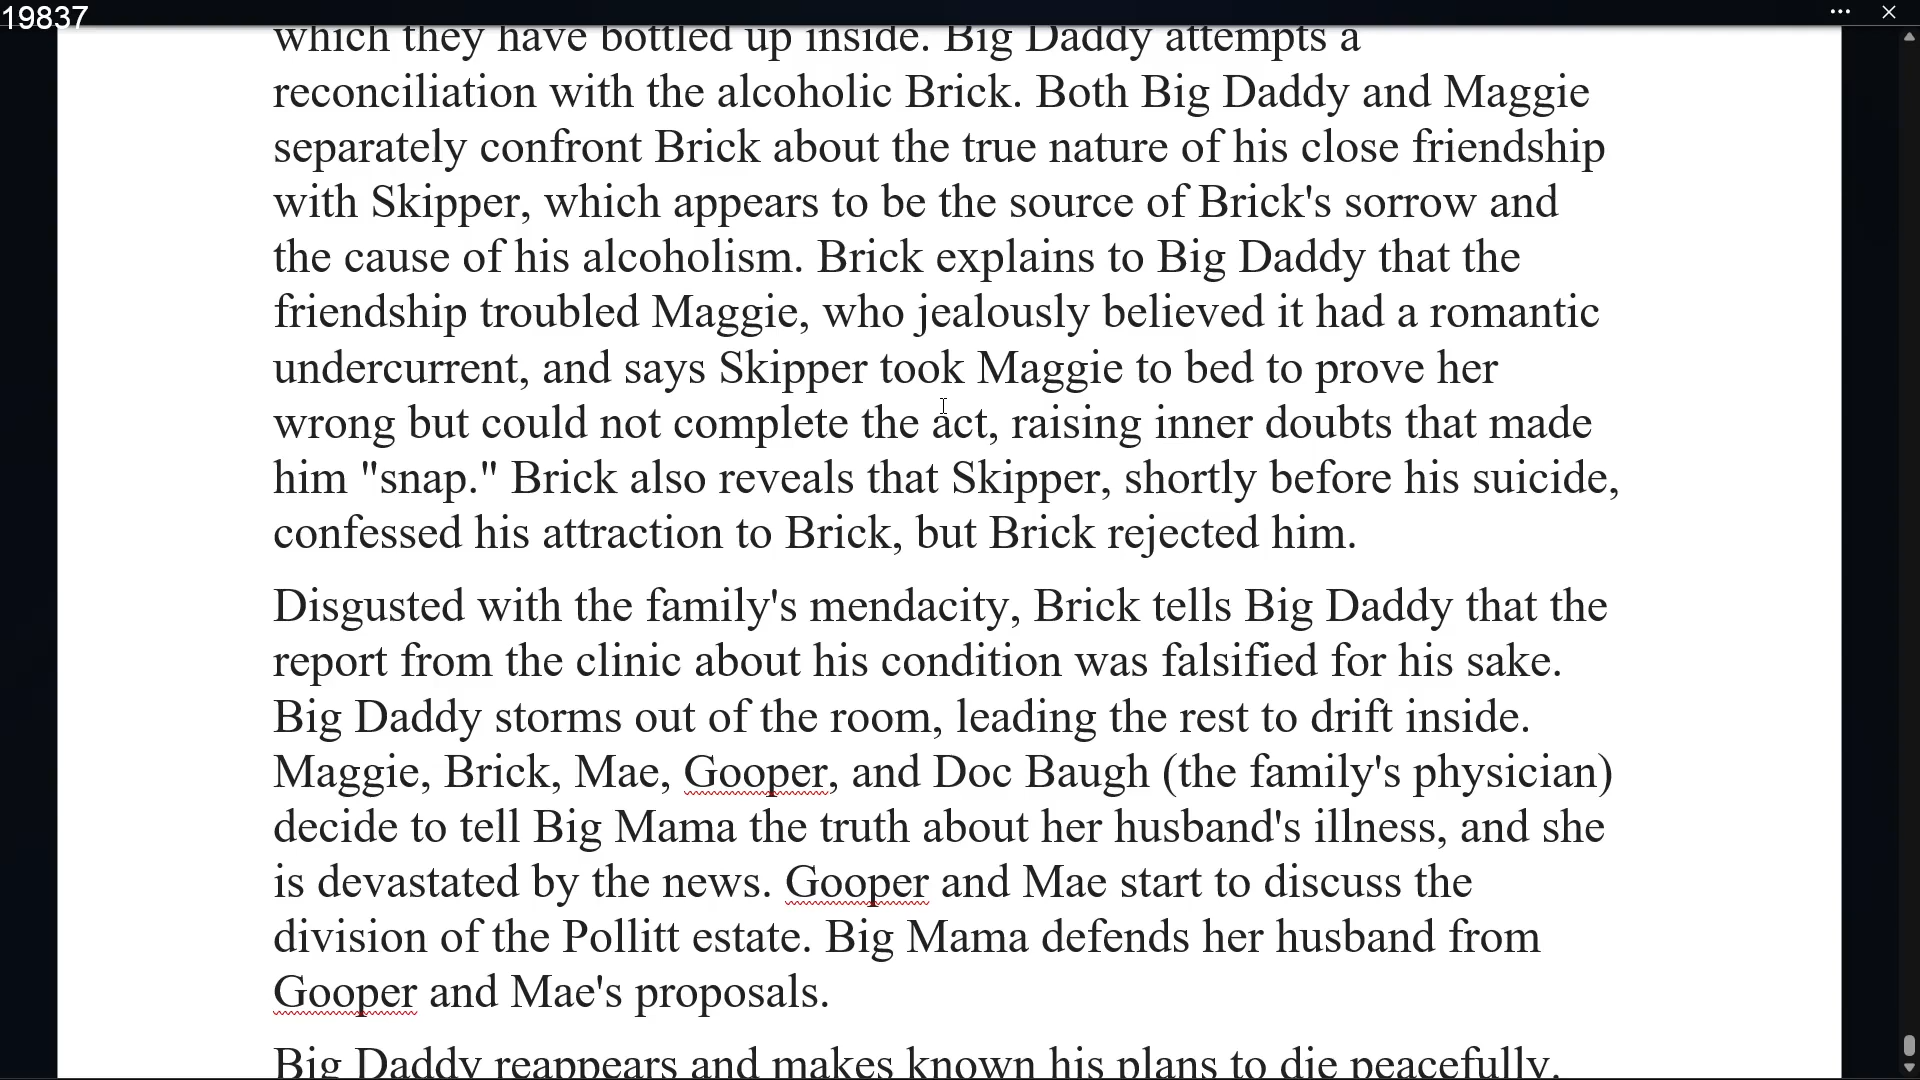 19837
which they have bottled up inside. Big Daddy attempts a
reconciliation with the alcoholic Brick. Both Big Daddy and Maggie
separately confront Brick about the true nature of his close friendship
with Skipper, which appears to be the source of Brick's sorrow and
the cause of his alcoholism. Brick explains to Big Daddy that the
friendship troubled Maggie, who jealously believed it had a romantic
undercurrent, and says Skipper took Maggie to bed to prove her
wrong but could not complete the act, raising inner doubts that made
him "snap." Brick also reveals that Skipper, shortly before his suicide,
confessed his attraction to Brick, but Brick rejected him.
Disgusted with the family's mendacity, Brick tells Big Daddy that the
report from the clinic about his condition was falsified for his sake.
Big Daddy storms out of the room, leading the rest to drift inside.
Maggie, Brick, Mae, Gooper, and Doc Baugh (the family's physician)
decide to tell Big Mama the truth about her husband's illness, and she
is devastated by the news. Gooper and Mae start to discuss the
division of the Pollitt estate. Big Mama defends her husband from
Gooper and Mae's proposals.
Big Daddy reappears and makes known his plans to die peacefully.